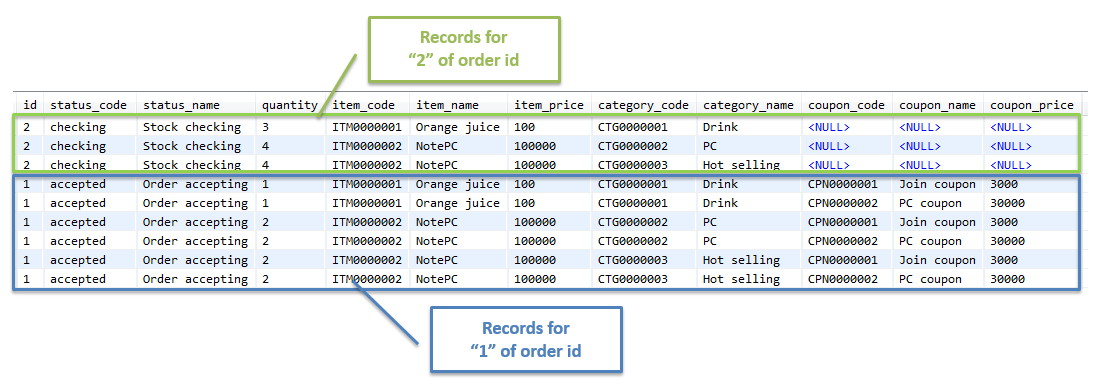 Records for
“2” of order id
id status_code status_name quantity item_code item_name item_price category_code category_name coupon_code coupon_name coupon_price
2 checking Stock checking 3 ITM0000001 Orange juice 100 CTG0000001 Drink <NULL> <NULL> <NULL>
2 checking Stock checking 4 ITM0000002 NotePC 100000 CTG0000002 PC <NULL> <NULL> <NULL>
2 checking Stock checking 4 ITM0000002 NotePC 100000 CTG0000003 Hot selling <NULL> <NULL> <NULL>
1 accepted Order accepting 1 ITM0000001 Orange juice 100 CTG0000001 Drink CPN0000001 Join coupon 3000
1 accepted Order accepting 1 ITM0000001 Orange juice 100 CTG0000001 Drink CPN0000002 PC coupon 30000
1 accepted Order accepting 2 ITM0000002 NotePC 100000 CTG0000002 PC CPN0000001 Join coupon 3000
1 accepted Order accepting 2 ITM0000002 NotePC 100000 CTG0000002 PC CPN0000002 PC coupon 30000
1 accepted Order accepting 2 ITM0000002 NotePC 100000 CTG0000003 Hot selling CPN0000001 Join coupon 3000
1 accepted Order accepting 2 ITM0000002 NotePC 100000 CTG0000003 Hot selling CPN0000002 PC coupon 30000
Records for
“1” of order id